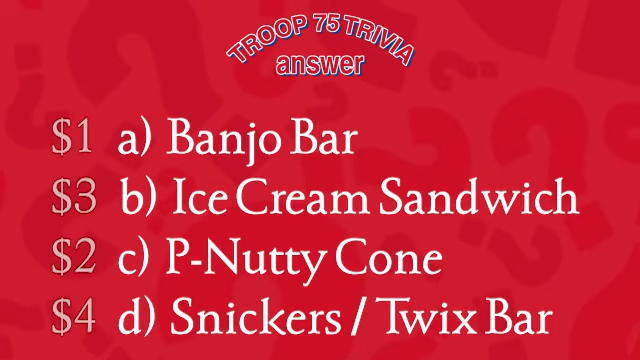 TROOP 75 TRIVIA
answer
$1 a) Banjo Bar
$3 b) Ice Cream Sandwich
$2 c) P-Nutty Cone
$4 d) Snickers / Twix Bar